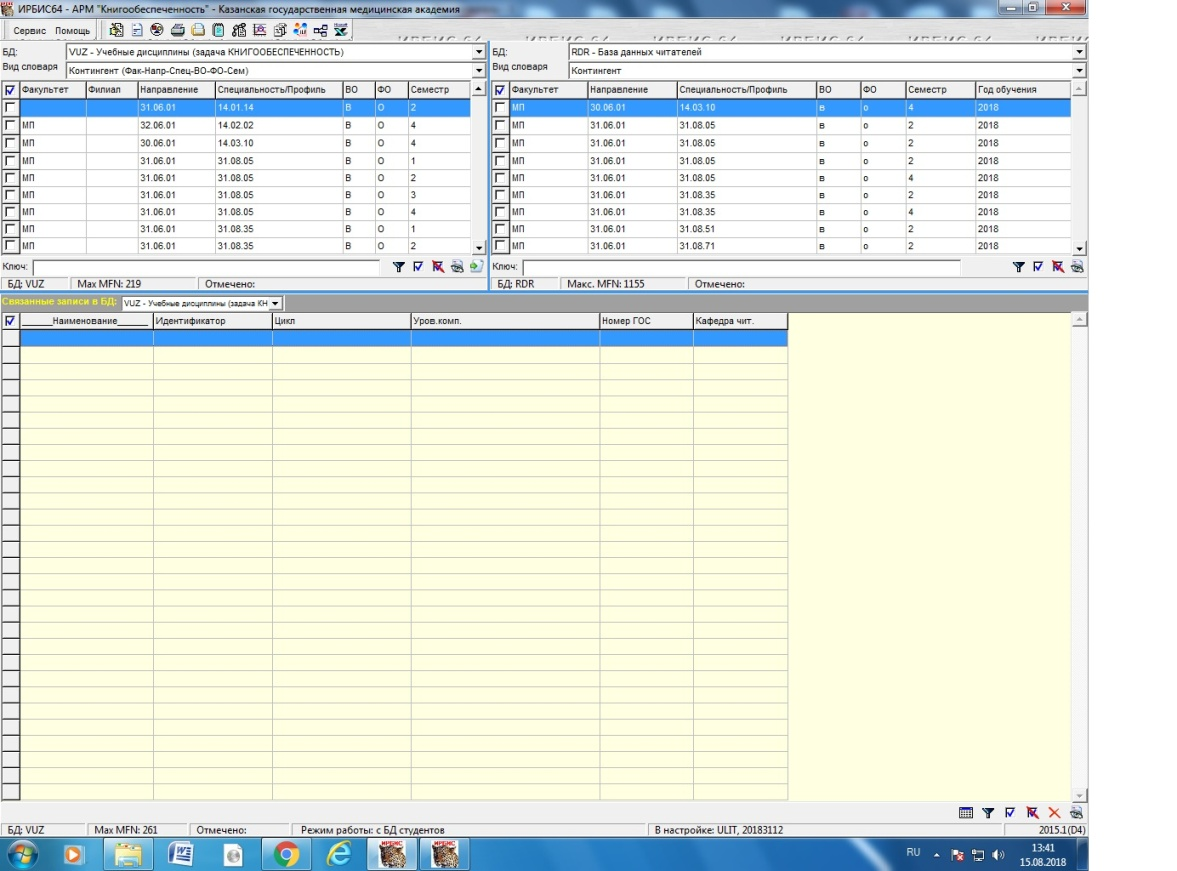 ИРБИС64 - АРМ "Книгообеспеченность" - Казанская государственная медицинская академия
Сервис Помощь
БД: VUZ - Учебные дисциплины (задача КНИГООБЕСПЕЧЕННОСТЬ)
Вид словаря Контингент (Фак-Напр-Спец-ВО-ФО-Сем)
Факультет Филиал Направление Специальность/Профиль ВО ФО Семестр
31.06.01 14.01.14 В О 2
МП 32.06.01 14.02.02 В О 4
МП 30.06.01 14.03.10 В О 4
МП 31.06.01 31.08.05 В О 1
МП 31.06.01 31.08.05 В О 2
МП 31.06.01 31.08.05 В О 3
МП 31.06.01 31.08.05 В О 4
МП 31.06.01 31.08.35 В О 1
МП 31.06.01 31.08.35 В О 2
Ключ:
БД: VUZ Max MFN: 219 Отмечено:
БД: RDR - База данных читателей
Вид словаря Контингент
Факультет Направление Специальность/Профиль ВО ФО Семестр Год обучения
МП 30.06.01 14.03.10 в о 4 2018
МП 31.06.01 31.08.05 в о 2 2018
МП 31.06.01 31.08.05 в о 2 2018
МП 31.06.01 31.08.05 в о 2 2018
МП 31.06.01 31.08.05 в о 4 2018
МП 31.06.01 31.08.35 в о 2 2018
МП 31.06.01 31.08.35 в о 4 2018
МП 31.06.01 31.08.51 в о 2 2018
МП 31.06.01 31.08.71 в о 2 2018
Ключ:
БД: RDR Макс. MFN: 1155 Отмечено:
Связанные записи в БД: VUZ - Учебные дисциплины (задача КН
______Наименование______ Идентификатор Цикл Уров.комп. Номер ГОС Кафедра чит.
БД: VUZ Max MFN: 261 Отмечено: Режим работы: с БД студентов В настройке: ULIT, 20183112 2015.1(D4)
RU 13:41
15.08.2018